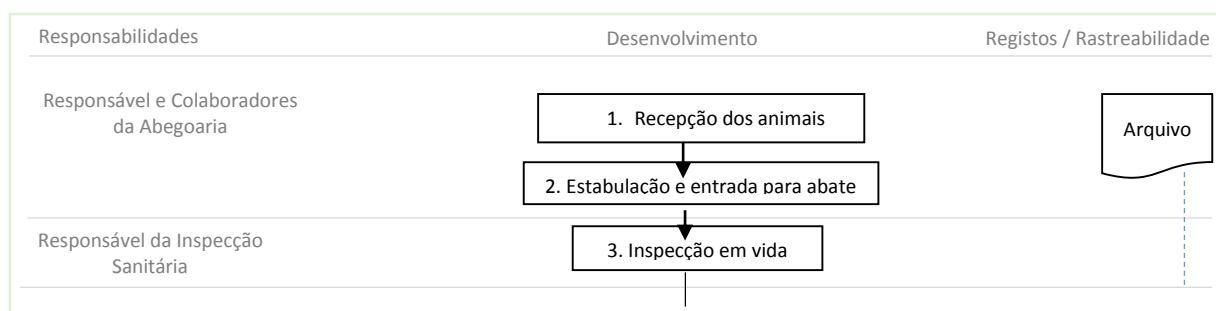 Responsabilidades
Desenvolvimento
Registos / Rastreabilidade
Responsável e Colaboradores
da Abegoaria
1. Recepção dos animais
Arquivo
2. Estabulação e entrada para abate
Responsável da Inspecção
Sanitária
3. Inspecção em vida